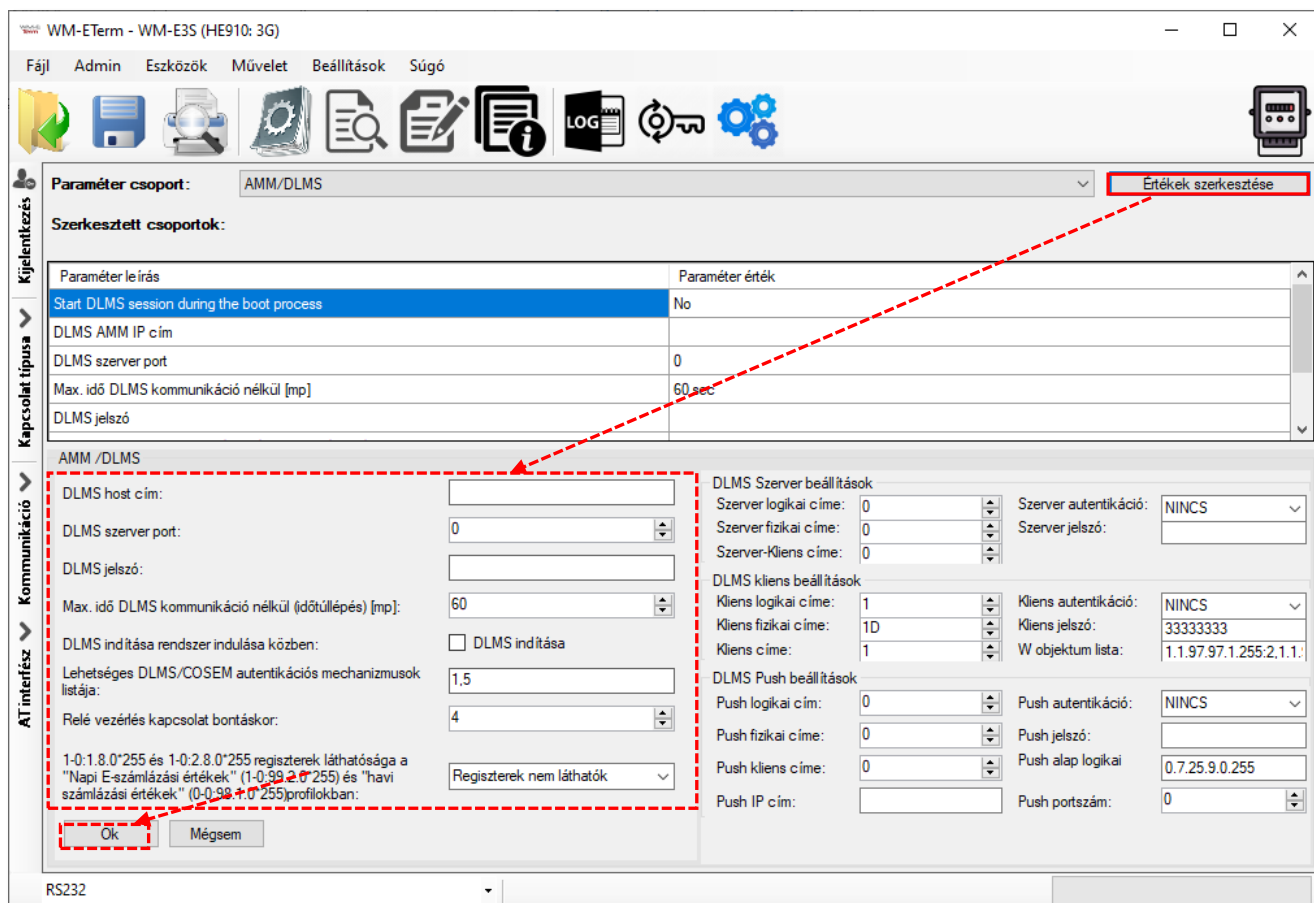 WM-ETerm - WM-E3S (HE910: 3G)
Fájl Admin Eszközök Művelet Beállítások Súgó
LOG
Kijelentkezés
Kapcsolat típusa
Kommunikáció
AT interfész
Paraméter csoport: AMM/DLMS Értékek szerkesztése
Szerkesztett csoportok:
Paraméter leírás Paraméter érték
Start DLMS session during the boot process No
DLMS AMM IP cím
DLMS szerver port 0
Max. idő DLMS kommunikáció nélkül [mp] 60 sec
DLMS jelszó
AMM /DLMS
DLMS host cím:
DLMS szerver port: 0
DLMS jelszó:
Max. idő DLMS kommunikáció nélkül (időtúllépés) [mp]: 60
DLMS indítása rendszer indulása közben: DLMS indítása
Lehetséges DLMS/COSEM autentikációs mechanizmusok
listája: 1,5
Relé vezérlés kapcsolat bontáskor: 4
1-0:1.8.0*255 és 1-0:2.8.0*255 regiszterek láthatósága a
"Napi E-számlázási értékek" (1-0:99.2.0*255) és "havi
számlázási értékek" (0-0:98.1.0*255)profilokban: Regiszterek nem láthatók
Ok Mégsem
DLMS Szerver beállítások
Szerver logikai címe: 0 Szerver autentikáció: NINCS
Szerver fizikai címe: 0 Szerver jelszó:
Szerver-Kliens címe: 0
DLMS kliens beállítások
Kliens logikai címe: 1 Kliens autentikáció: NINCS
Kliens fizikai címe: 1D Kliens jelszó: 33333333
Kliens címe: 1 W objektum lista: 1.1.97.97.1.255:2,1.1.
DLMS Push beállítások
Push logikai cím: 0 Push autentikáció: NINCS
Push fizikai címe: 0 Push jelszó:
Push kliens címe: 0 Push alap logikai 0.7.25.9.0.255
Push IP cím: Push portszám: 0
RS232